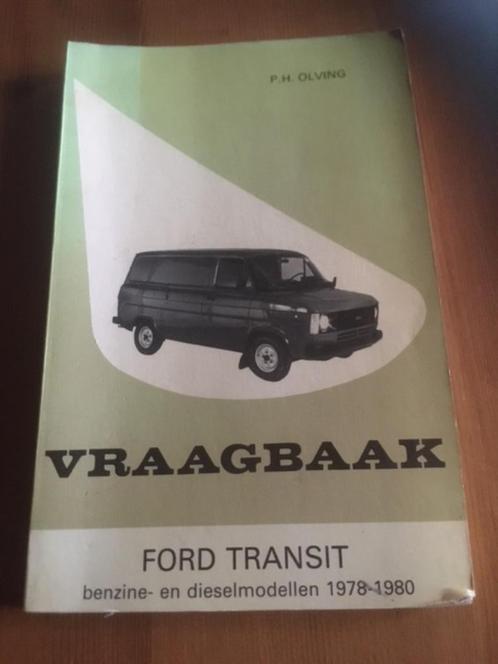 P.H. OLVING
VRAAGBAAK
FORD TRANSIT
benzine- en dieselmodellen 1978-1980